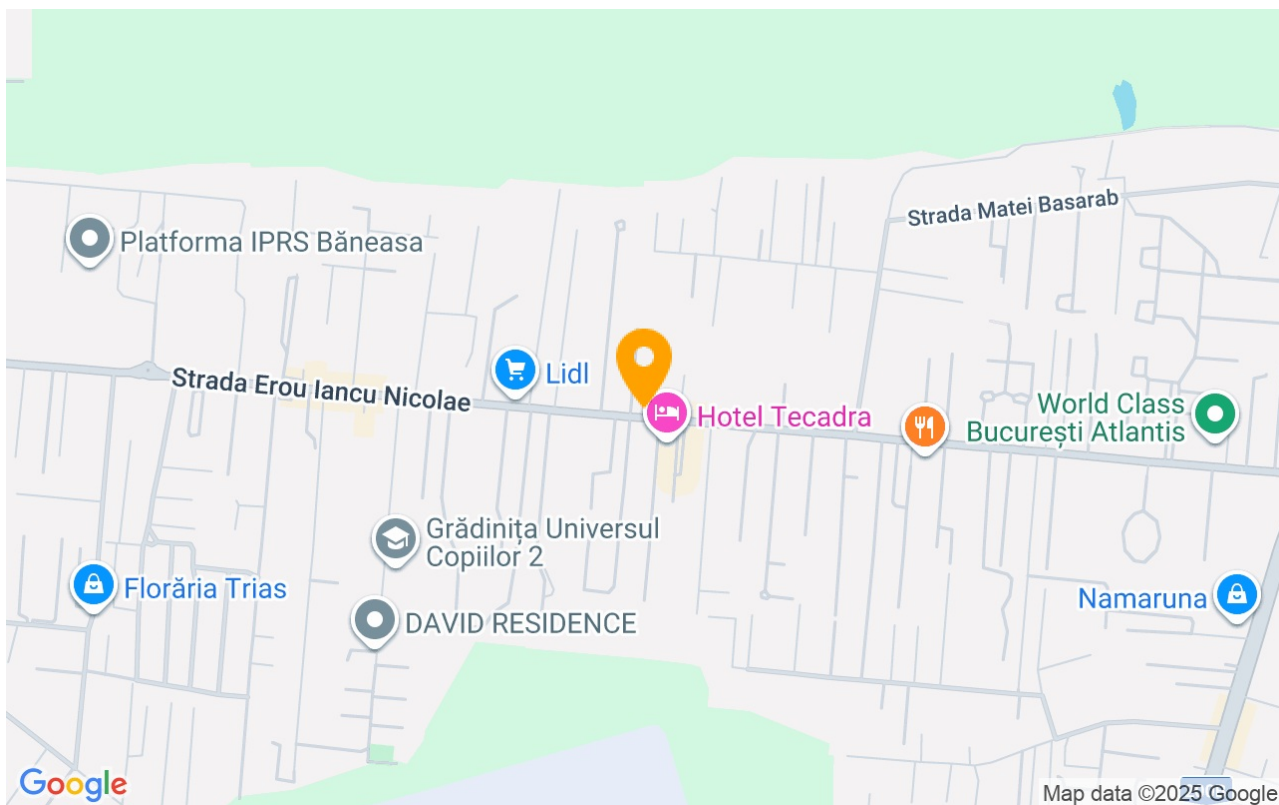 Strada Matei Basarab
Platforma IPRS Băneasa
Strada Erou Iancu Nicolae
Lidl
Hotel Tecadra
World Class
București Atlantis
Grădinița Universul
Copiilor 2
Florăria Trias
Namaruna
DAVID RESIDENCE
Google
Map data ©2025 Google